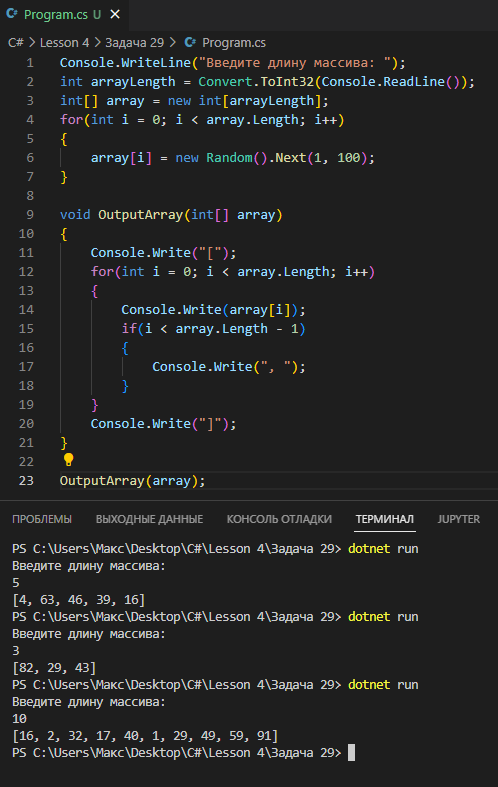 Program.cs U
C# > Lesson 4 > Задача 29 > Program.cs
1 Console.WriteLine("Введите длину массива: ");
2 int arrayLength = Convert.ToInt32(Console.ReadLine());
3 int[] array = new int[arrayLength];
4 for(int i = 0; i < array.Length; i++)
5 {
6 array[i] = new Random().Next(1, 100);
7 }
8
9 void OutputArray(int[] array)
10 {
11 Console.Write("[");
12 for(int i = 0; i < array.Length; i++)
13 {
14 Console.Write(array[i]);
15 if(i < array.Length - 1)
16 {
17 Console.Write(", ");
18 }
19 }
20 Console.Write("]");
21 }
22
23 OutputArray(array);
ПРОБЛЕМЫ ВЫХОДНЫЕ ДАННЫЕ КОНСОЛЬ ОТЛАДКИ ТЕРМИНАЛ JUPYTER
PS C:\Users\Макс\Desktop\C#\Lesson 4\Задача 29> dotnet run
Введите длину массива:
5
[4, 63, 46, 39, 16]
PS C:\Users\Макс\Desktop\C#\Lesson 4\Задача 29> dotnet run
Введите длину массива:
3
[82, 29, 43]
PS C:\Users\Макс\Desktop\C#\Lesson 4\Задача 29> dotnet run
Введите длину массива:
10
[16, 2, 32, 17, 40, 1, 29, 49, 59, 91]
PS C:\Users\Макс\Desktop\C#\Lesson 4\Задача 29>